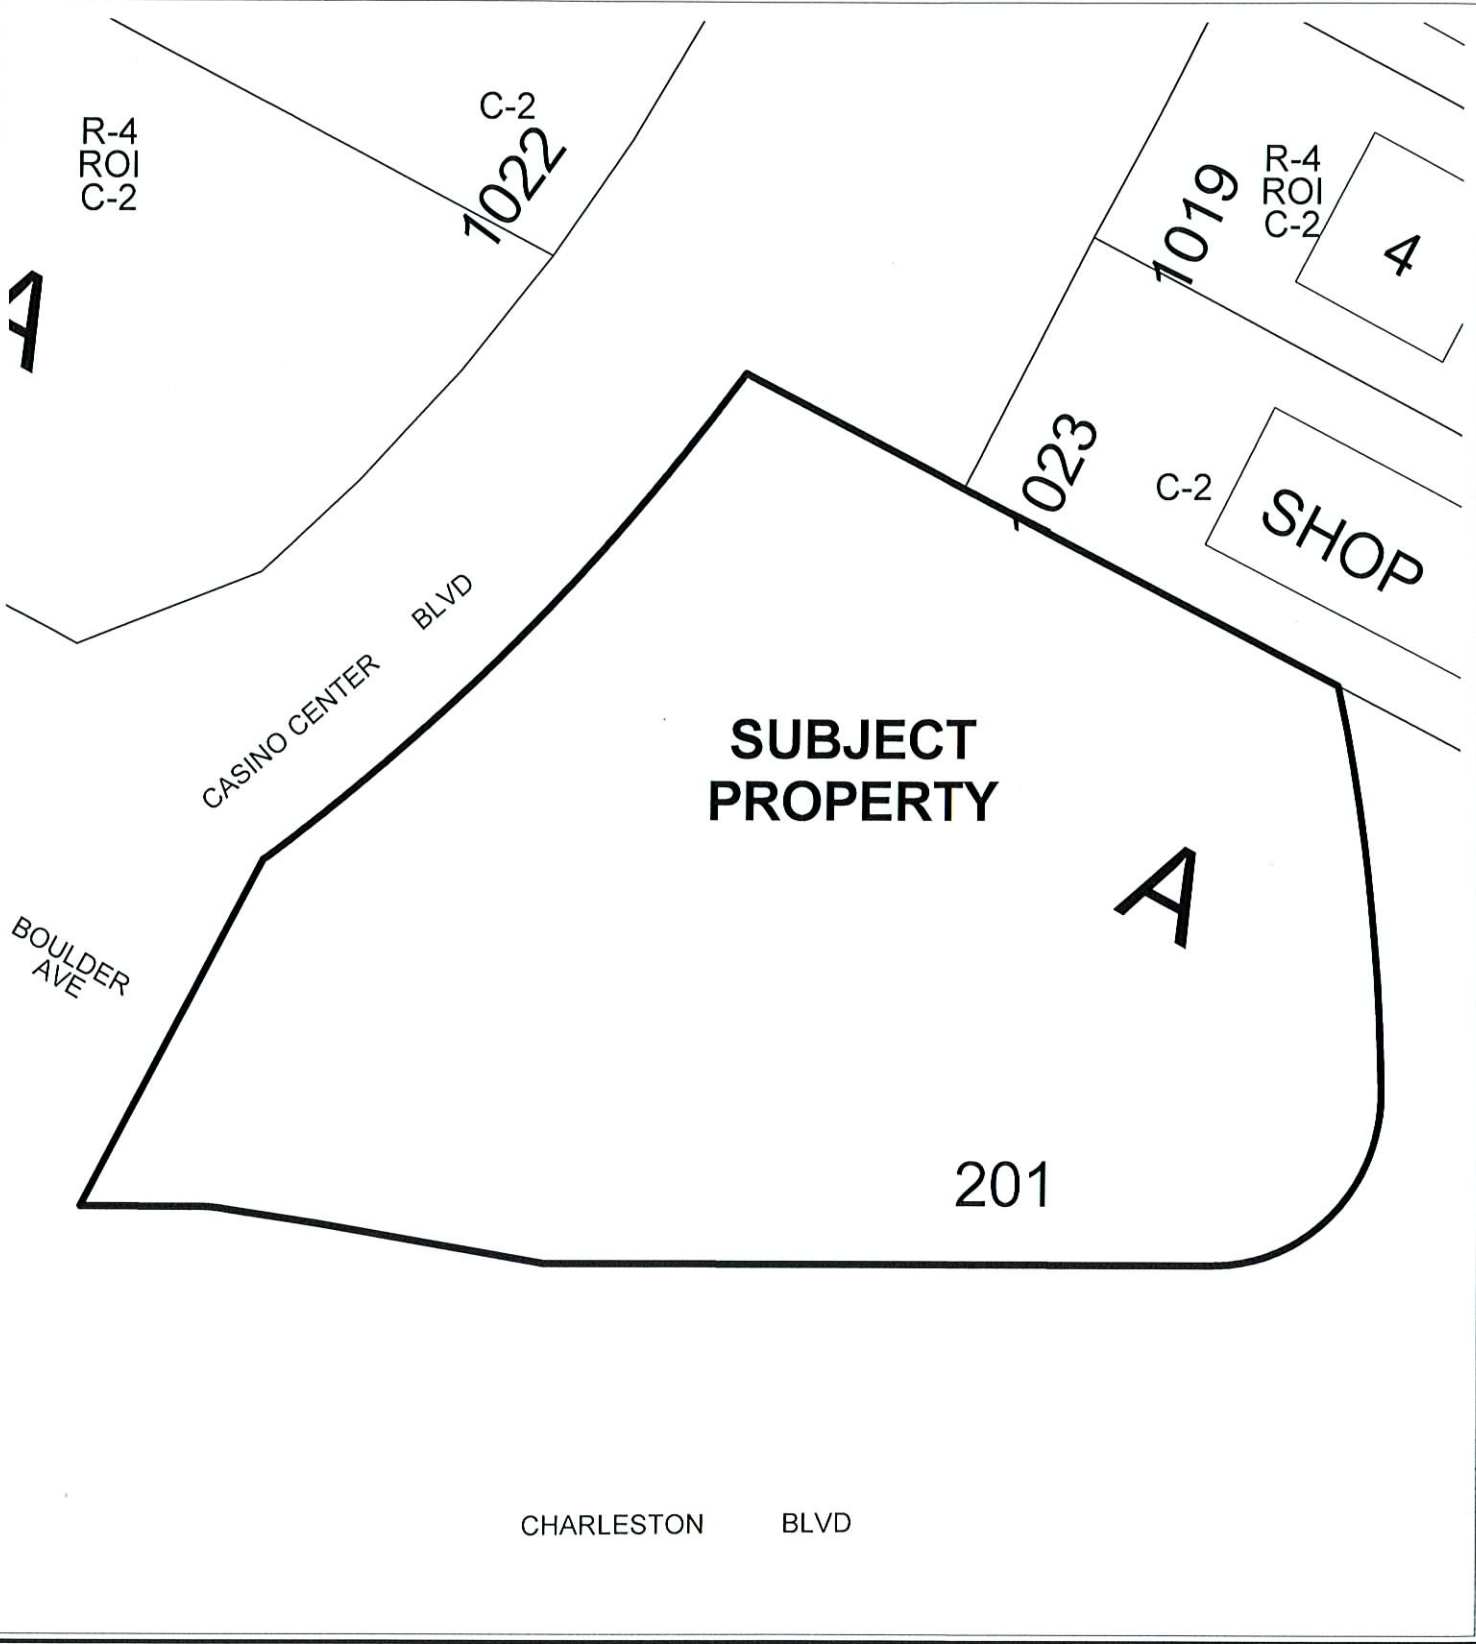 C-2
1022
R-4
ROI
C-2
R-4
ROI
C-2
1019
4
A
1023
C-2
SHOP
CASINO CENTER BLVD
SUBJECT
PROPERTY
A
BOULDER
AVE
201
CHARLESTON BLVD